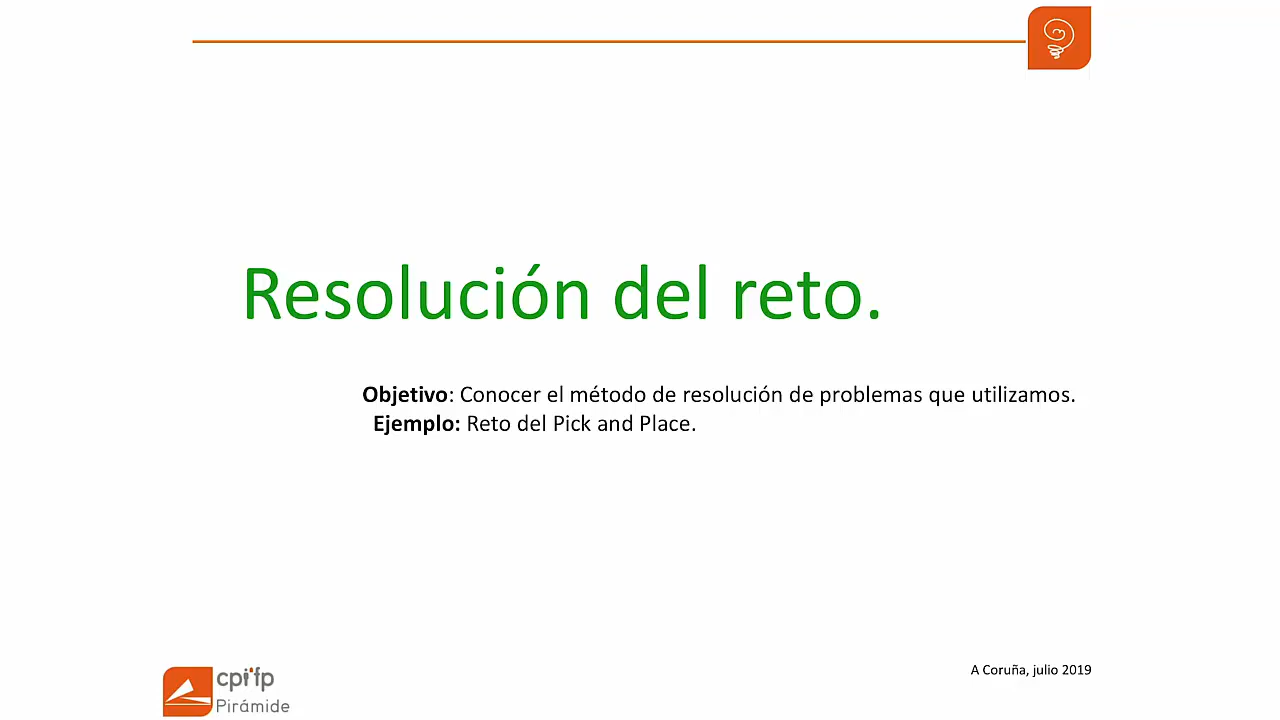 Resolución del reto.
Objetivo: Conocer el método de resolución de problemas que utilizamos.
Ejemplo: Reto del Pick and Place.
A Coruña, julio 2019
cpifp
Pirámide